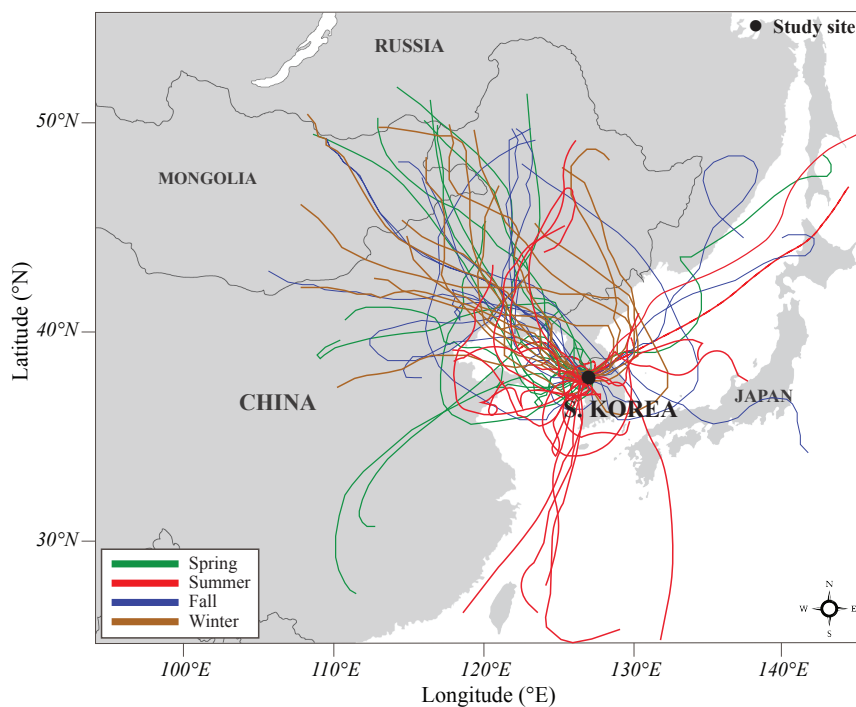 RUSSIA
Study site
50°N
MONGOLIA
Latitude (°N)
40°N
CHINA
S. KOREA
JAPAN
30°N
Spring
Summer
Fall
Winter
N
W
E
S
100°E
110°E
120°E
130°E
140°E
Longitude (°E)